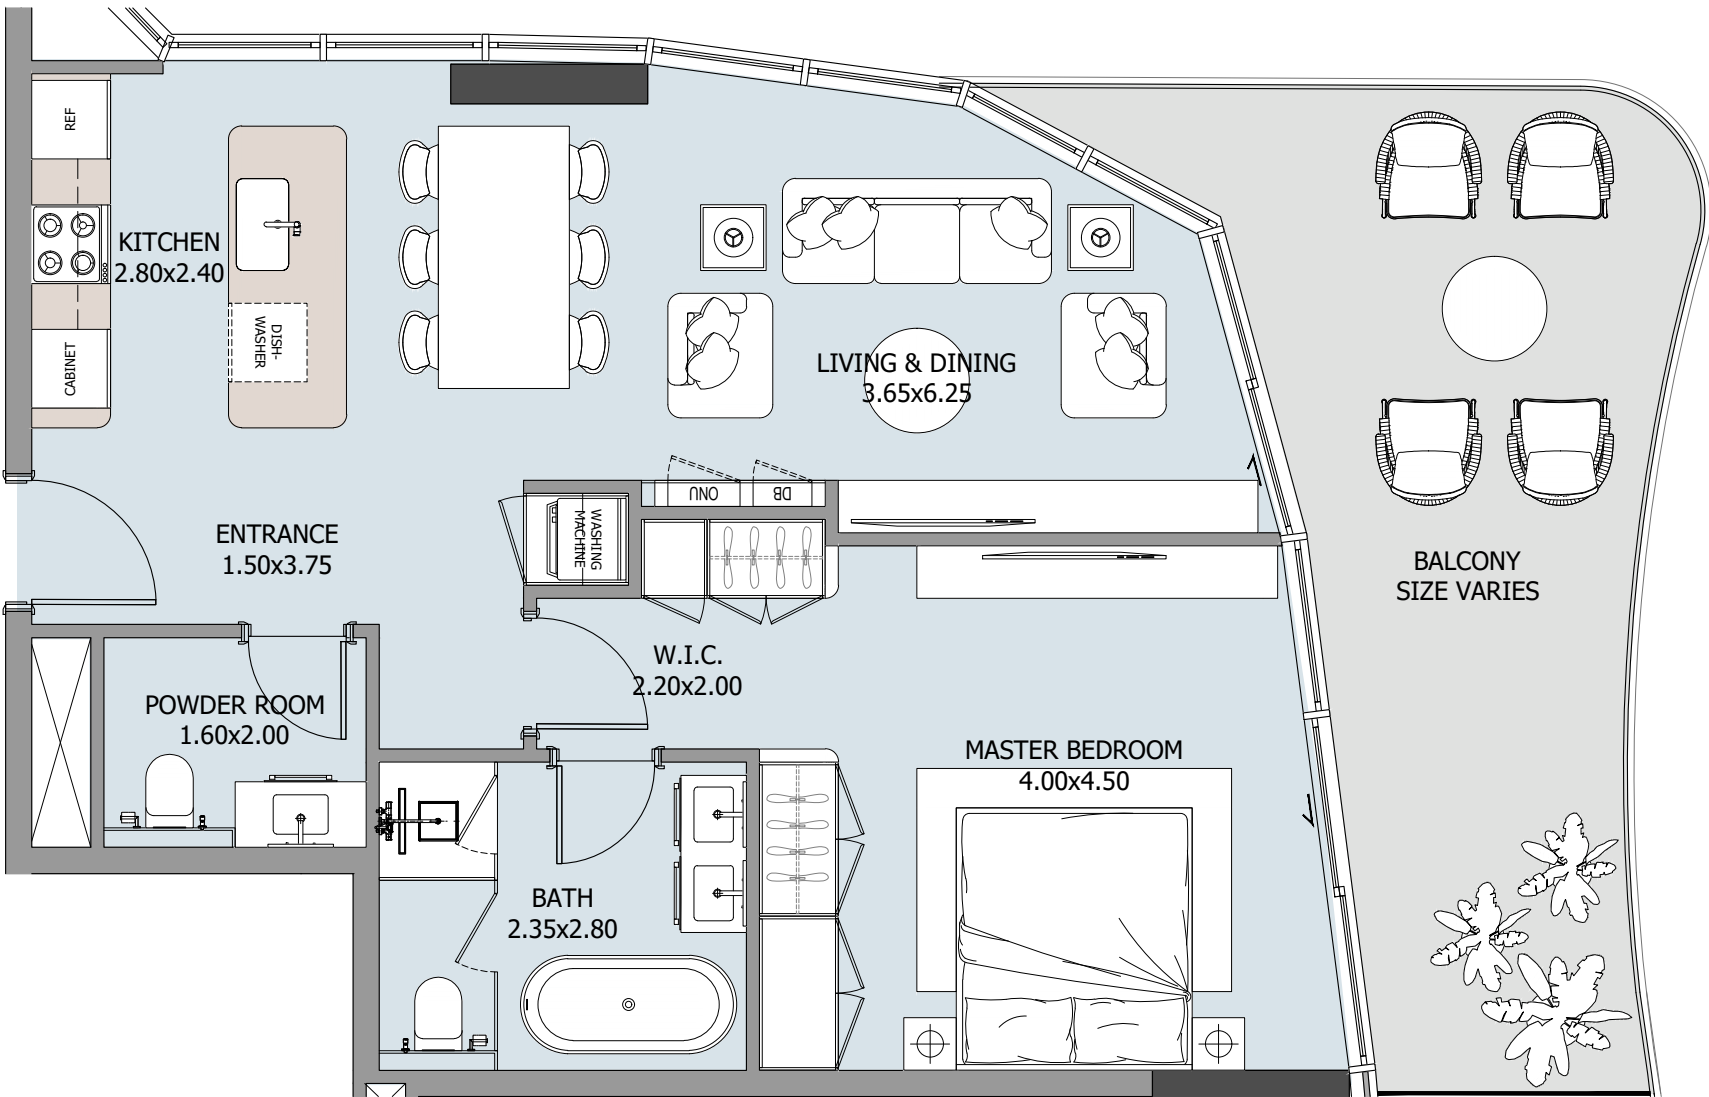 REF
KITCHEN
2.80x2.40
CABINET
DISH-
WASHER
LIVING & DINING
3.65x6.25
ONU
DB
WASHING
MACHINE
ENTRANCE
1.50x3.75
BALCONY
SIZE VARIES
W.I.C.
2.20x2.00
POWDER ROOM
1.60x2.00
MASTER BEDROOM
4.00x4.50
BATH
2.35x2.80